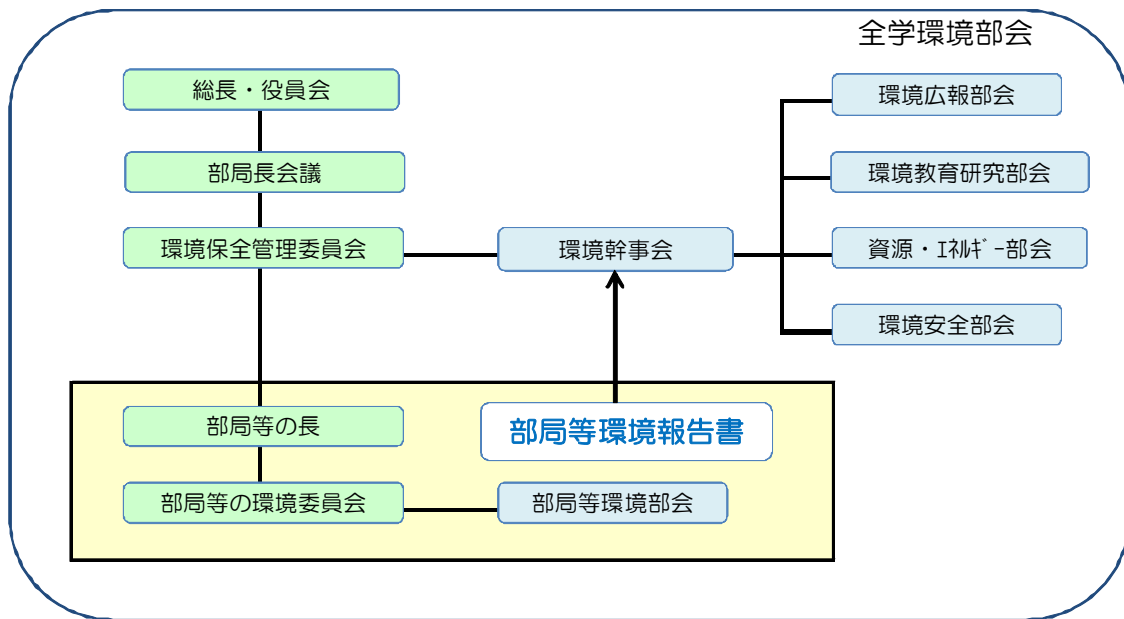 全学環境部会
総長・役員会
部局長会議
環境保全管理委員会
環境幹事会
環境広報部会
環境教育研究部会
資源・ｴﾈﾙｷﾞｰ部会
環境安全部会
部局等の長
部局等環境報告書
部局等の環境委員会
部局等環境部会